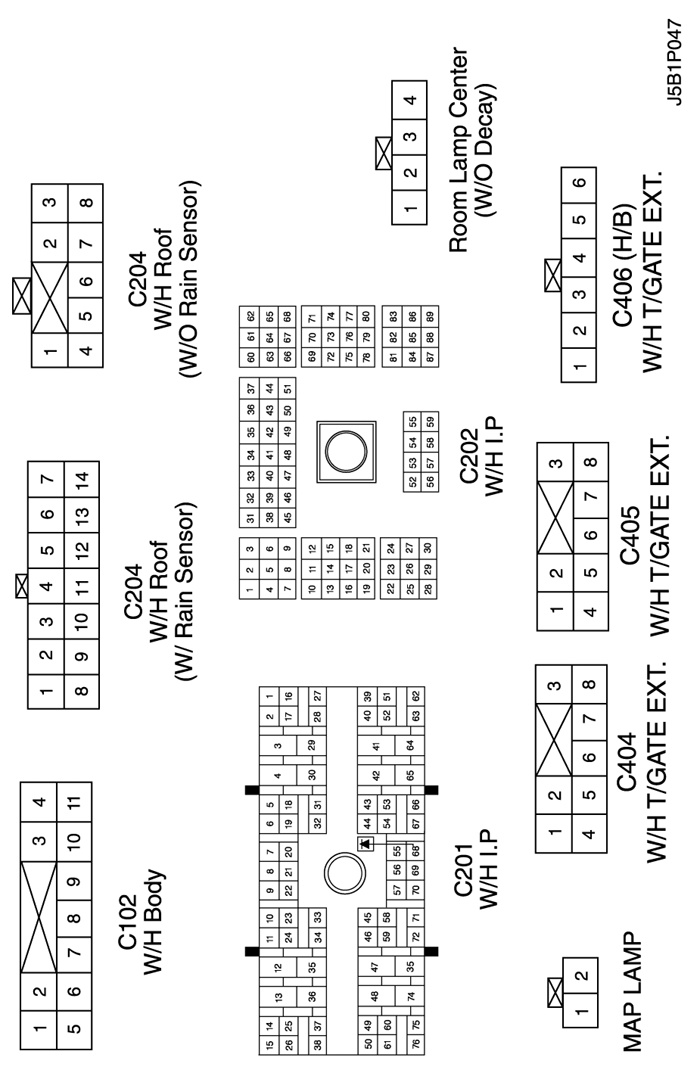 1 2 3 4
5 6 7 8 9 10 11
C102
W/H Body
1 2 3 4 5 6 7
8 9 10 11 12 13 14
C204
W/H Roof
(W/ Rain Sensor)
1 2 3
4 5 6 7 8
C204
W/H Roof
(W/O Rain Sensor)
15 14 13 12 11 10 9 8 7 6 5 4 3 2 1
26 25 24 23 22 21 20 19 18 17 16
38 37 36 35 34 33 32 31 30 29 28 27
50 49 48 47 46 45 44 43 42 41 40 39
61 60 59 58 57 56 55 54 53 52 51
76 75 74 35 72 71 70 69 68 67 66 65 64 63 62
C201
W/H I.P
1 2 3
4 5 6
7 8 9
10 11 12
13 14 15
16 17 18
19 20 21
22 23 24
25 26 27
28 29 30
31 32 33 34 35 36 37
38 39 40 41 42 43 44
45 46 47 48 49 50 51
52 53 54 55
56 57 58 59
60 61 62
63 64 65
66 67 68
69 70 71
72 73 74
75 76 77
78 79 80
81 82 83
84 85 86
87 88 89
C202
W/H I.P
1 2 3 4
Room Lamp Center
(W/O Decay)
1 2
MAP LAMP
1 2 3
4 5 6 7 8
C404
W/H T/GATE EXT.
1 2 3
4 5 6 7 8
C405
W/H T/GATE EXT.
1 2 3 4 5 6
C406 (H/B)
W/H T/GATE EXT.
J5B1P047